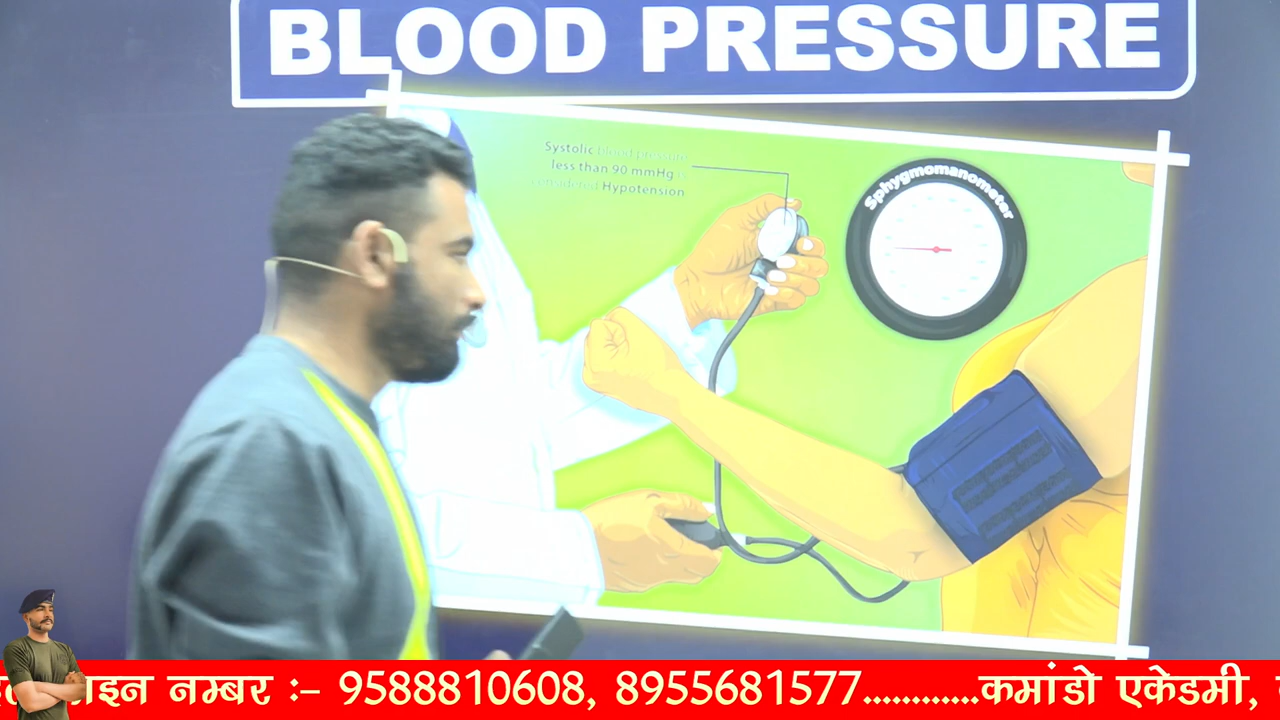 BLOOD PRESSURE
Systolic blood pressure
less than 90 mmHg is
considered Hypotension
Sphygmomanometer
लाइन नम्बर :- 9588810608, 8955681577............कमांडो एकेडमी,